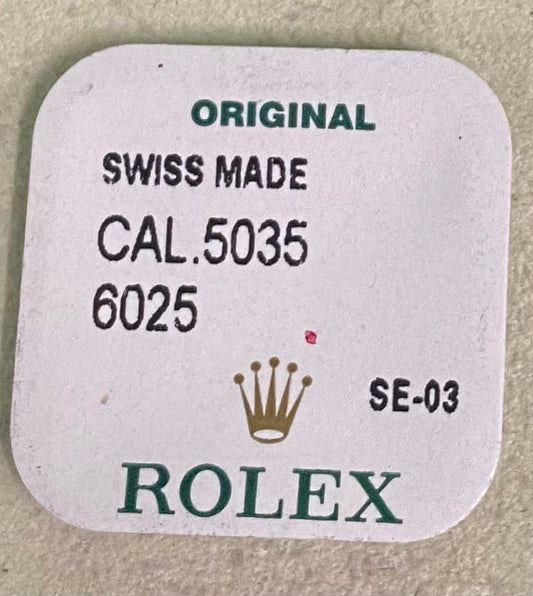 ORIGINAL
SWISS MADE
CAL.5035
6025
SE-03
ROLEX